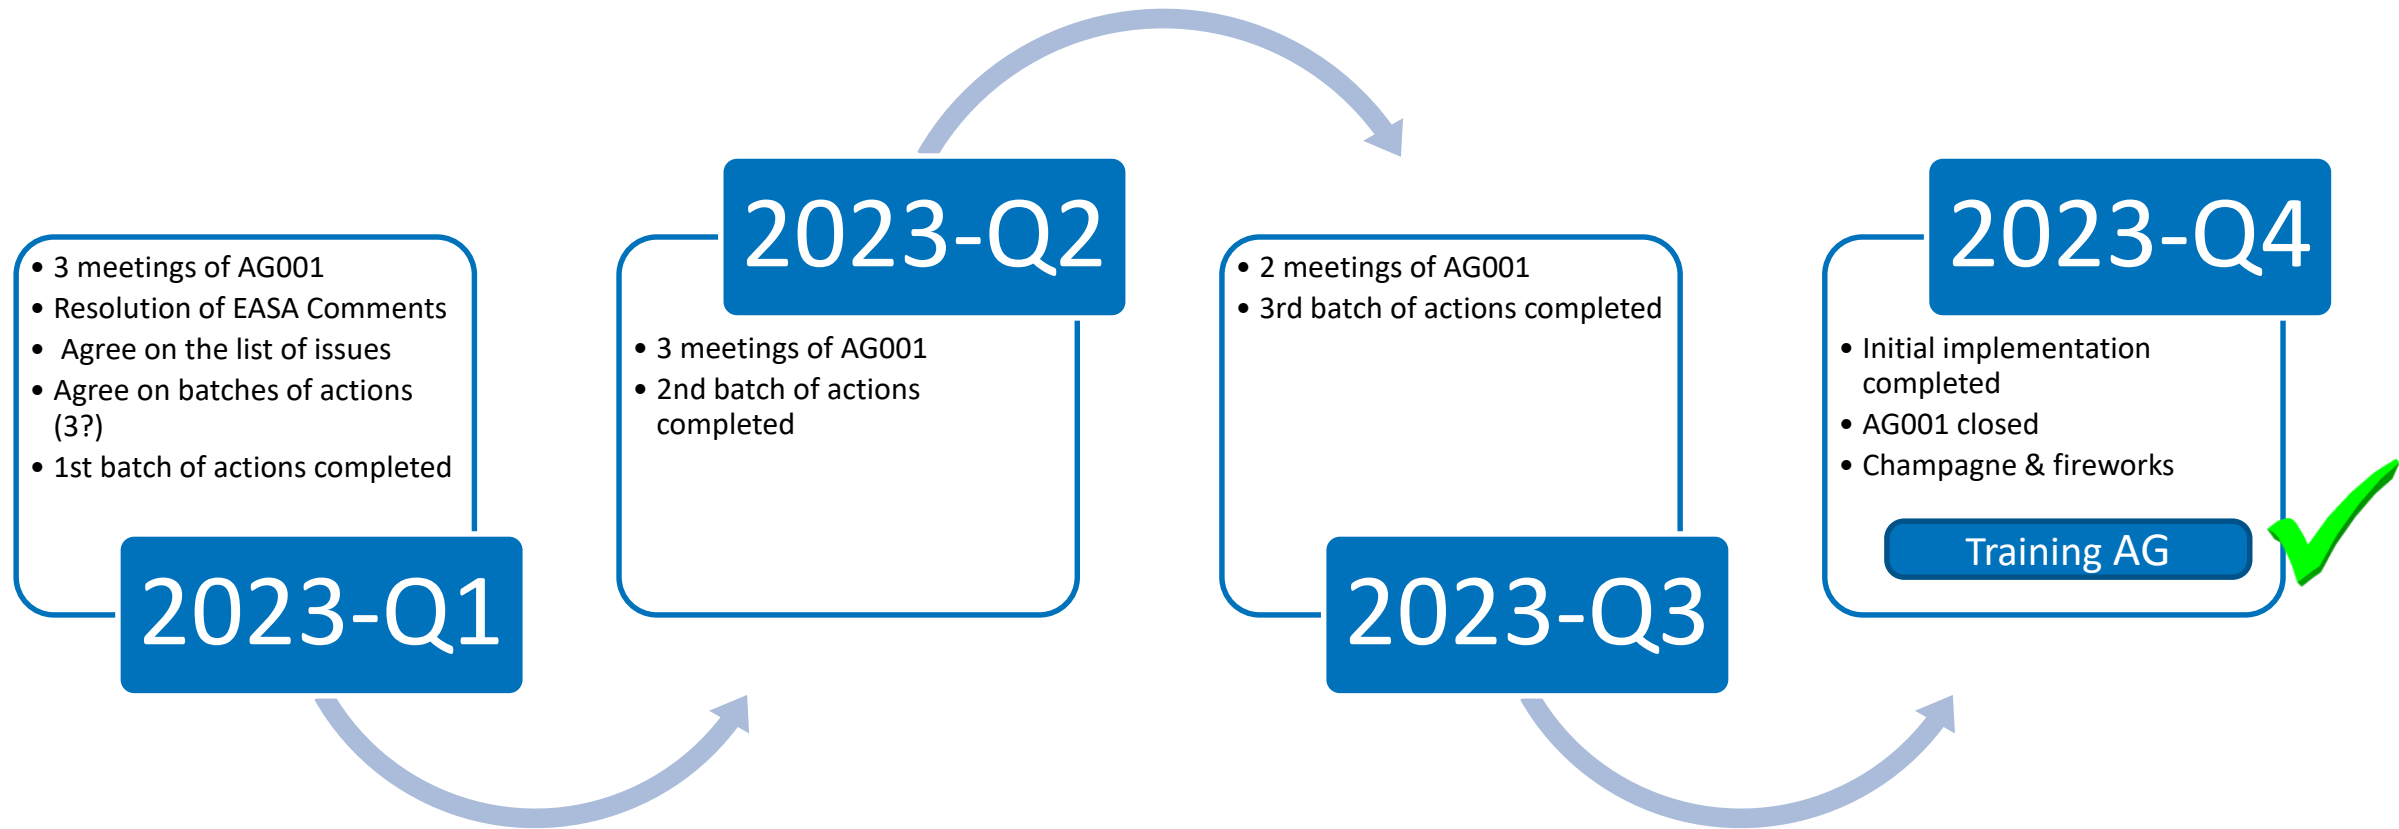 • 3 meetings of AG001
• Resolution of EASA Comments
• Agree on the list of issues
• Agree on batches of actions
(3?)
• 1st batch of actions completed
2023-Q1
2023-Q2
• 3 meetings of AG001
• 2nd batch of actions
completed
• 2 meetings of AG001
• 3rd batch of actions completed
2023-Q3
2023-Q4
• Initial implementation
completed
• AG001 closed
• Champagne & fireworks
Training AG